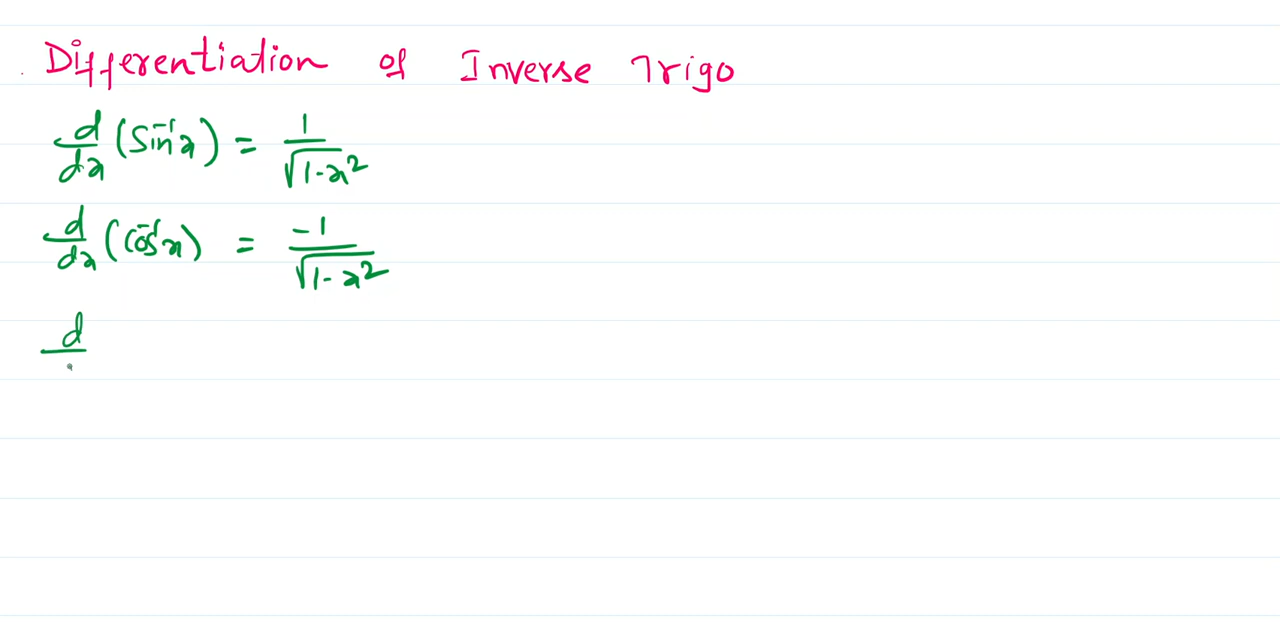 Differentiation of Inverse Trigo
d/dx (Sin⁻¹x) = 1/√(1-x²)
d/dx (Cos⁻¹x) = -1/√(1-x²)
d